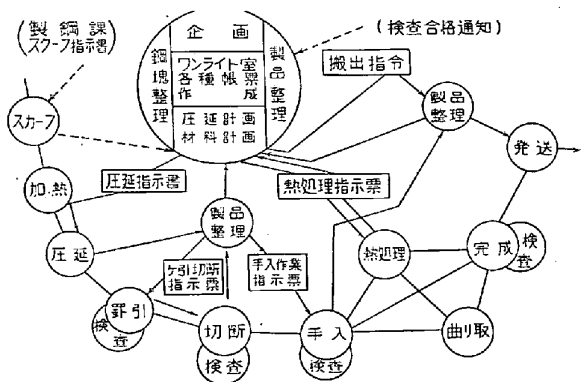 (製鋼課
スクープ指示書)
企画
ワンライト室
各種帳票
作成
圧延計画
材料計画
鋼塊整理
製品整理
(検査合格通知)
搬出指令
製品
整理
発送
スカーフ
加熱
圧延
圧延指示書
製品
整理
熱処理指示票
ケ引切断
指示票
手入作業
指示票
熱処理
完成
検査
罫引
検査
切断
検査
手入
検査
曲り取